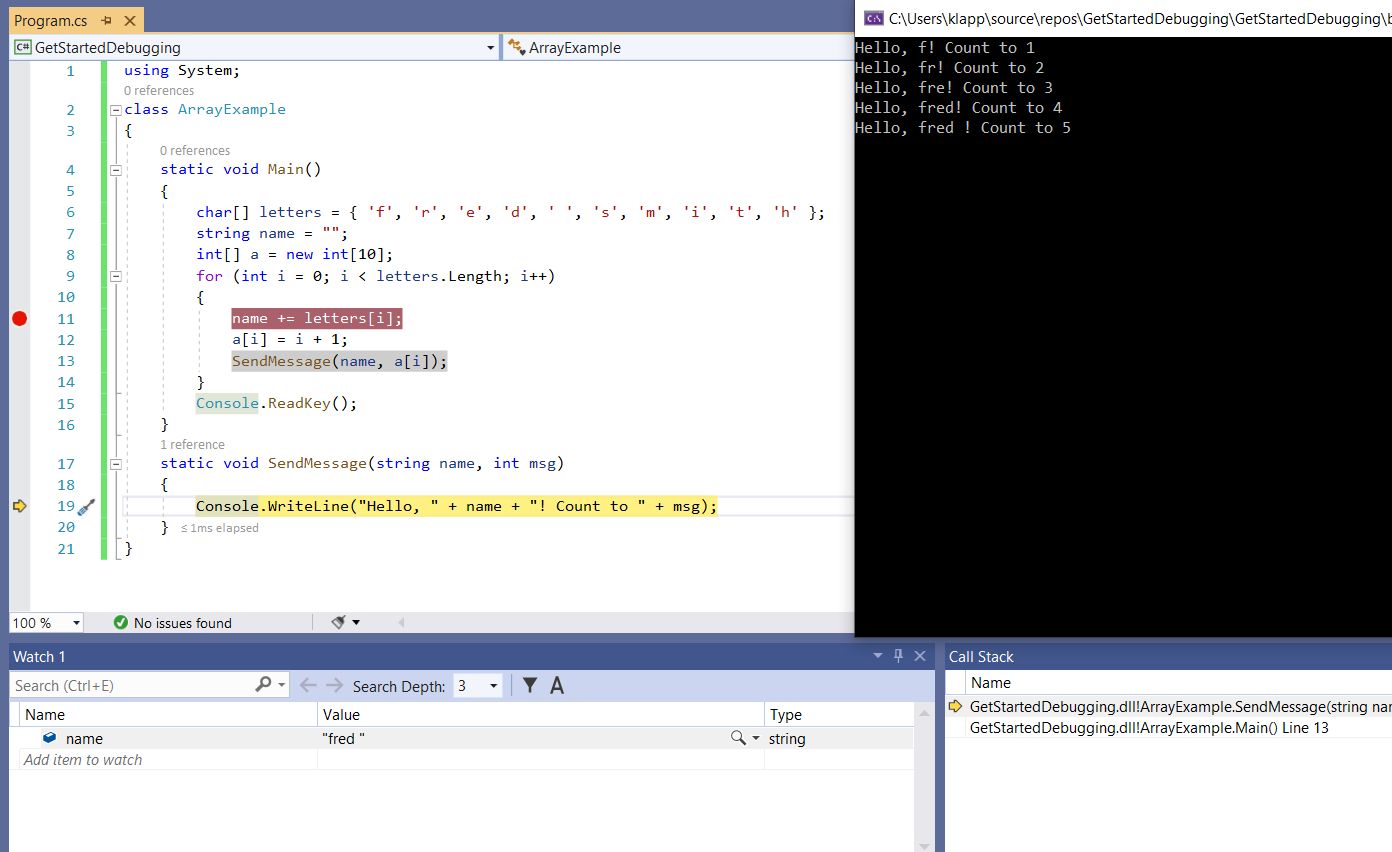 Program.cs
GetStartedDebugging
ArrayExample
1 using System;
0 references
2 class ArrayExample
3 {
0 references
4 static void Main()
5 {
6 char[] letters = { 'f', 'r', 'e', 'd', ' ', 's', 'm', 'i', 't', 'h' };
7 string name = "";
8 int[] a = new int[10];
9 for (int i = 0; i < letters.Length; i++)
10 {
11 name += letters[i];
12 a[i] = i + 1;
13 SendMessage(name, a[i]);
14 }
15 Console.ReadKey();
16 }
1 reference
17 static void SendMessage(string name, int msg)
18 {
19 Console.WriteLine("Hello, " + name + "! Count to " + msg);
20 } ≤ 1ms elapsed
21 }
100 % No issues found
C:\Users\klapp\source\repos\GetStartedDebugging\GetStartedDebugging\b
Hello, f! Count to 1
Hello, fr! Count to 2
Hello, fre! Count to 3
Hello, fred! Count to 4
Hello, fred ! Count to 5
Watch 1
Search (Ctrl+E) Search Depth: 3 A
Name Value Type
name "fred " string
Add item to watch
Call Stack
Name
GetStartedDebugging.dll!ArrayExample.SendMessage(string nar
GetStartedDebugging.dll!ArrayExample.Main() Line 13